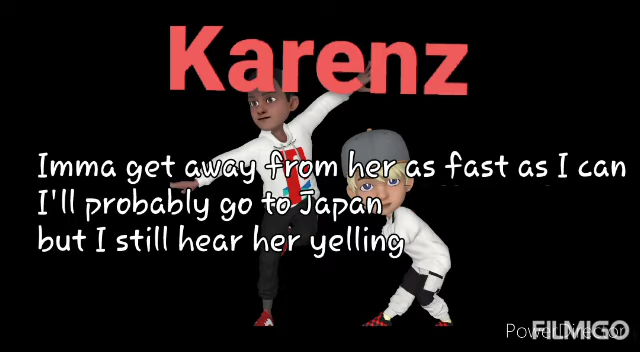 Karenz
Imma get away from her as fast as I can
I'll probably go to Japan
but I still hear her yelling
PowerDirector
FILMIGO